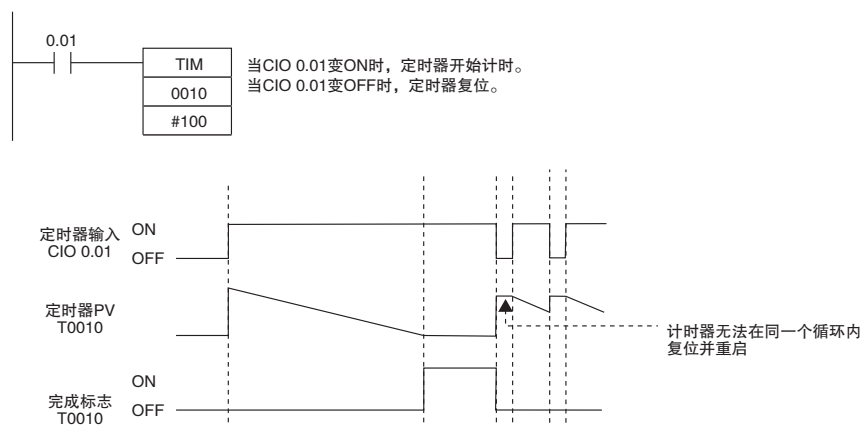 0.01
TIM
0010
#100
当CIO 0.01变ON时，定时器开始计时。
当CIO 0.01变OFF时，定时器复位。
定时器输入
CIO 0.01
ON
OFF
定时器PV
T0010
计时器无法在同一个循环内
复位并重启
完成标志
T0010
ON
OFF